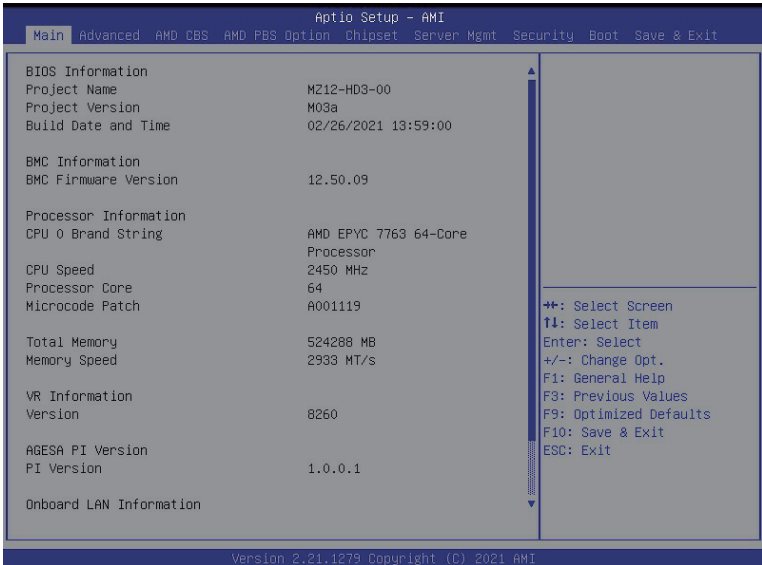 Aptio Setup – AMI
Main Advanced AMD CBS AMD PBS Option Chipset Server Mgmt Security Boot Save & Exit
BIOS Information
Project Name MZ12-HD3-00
Project Version M03a
Build Date and Time 02/26/2021 13:59:00
BMC Information
BMC Firmware Version 12.50.09
Processor Information
CPU 0 Brand String AMD EPYC 7763 64-Core
Processor
CPU Speed 2450 MHz
Processor Core 64
Microcode Patch A001119
Total Memory 524288 MB
Memory Speed 2933 MT/s
VR Information
Version 8260
AGESA PI Version
PI Version 1.0.0.1
Onboard LAN Information
→←: Select Screen
↑↓: Select Item
Enter: Select
+/-: Change Opt.
F1: General Help
F3: Previous Values
F9: Optimized Defaults
F10: Save & Exit
ESC: Exit
Version 2.21.1279 Copyright (C) 2021 AMI